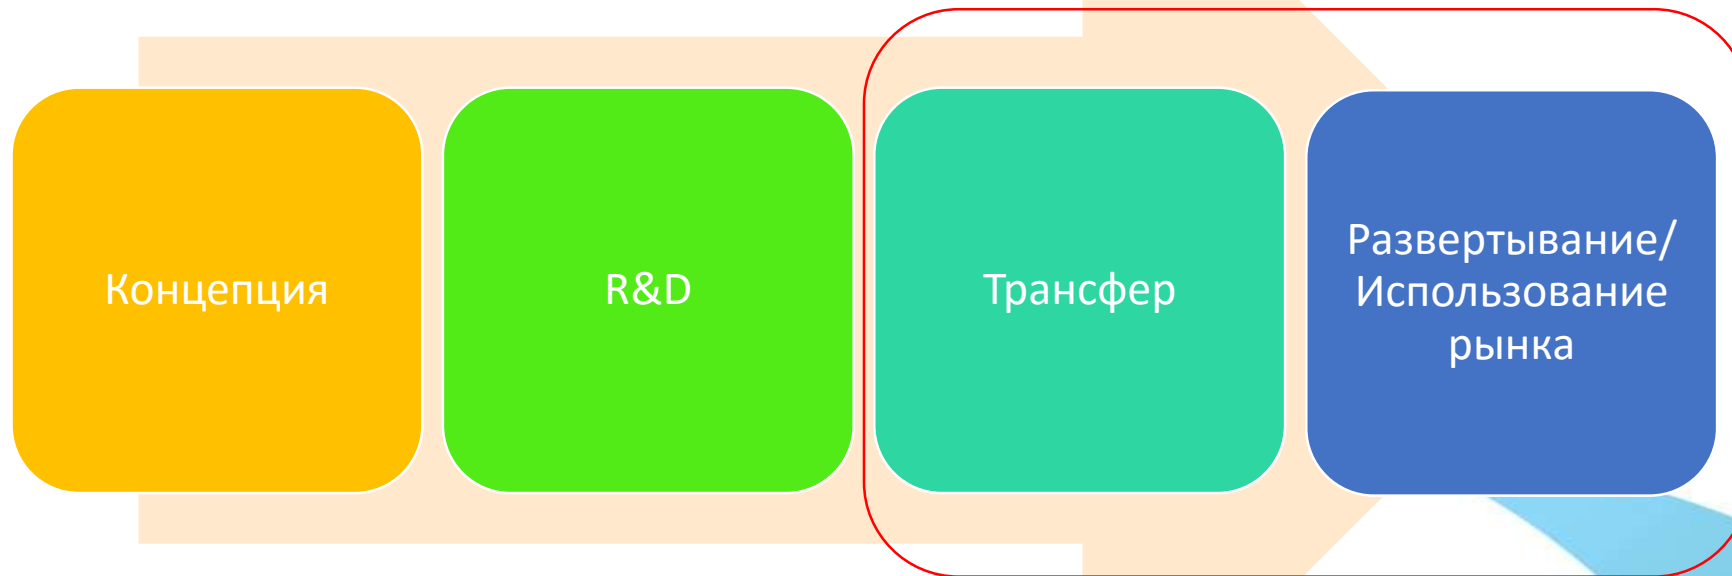 Концепция
R&D
Трансфер
Развертывание/
Использование
рынка